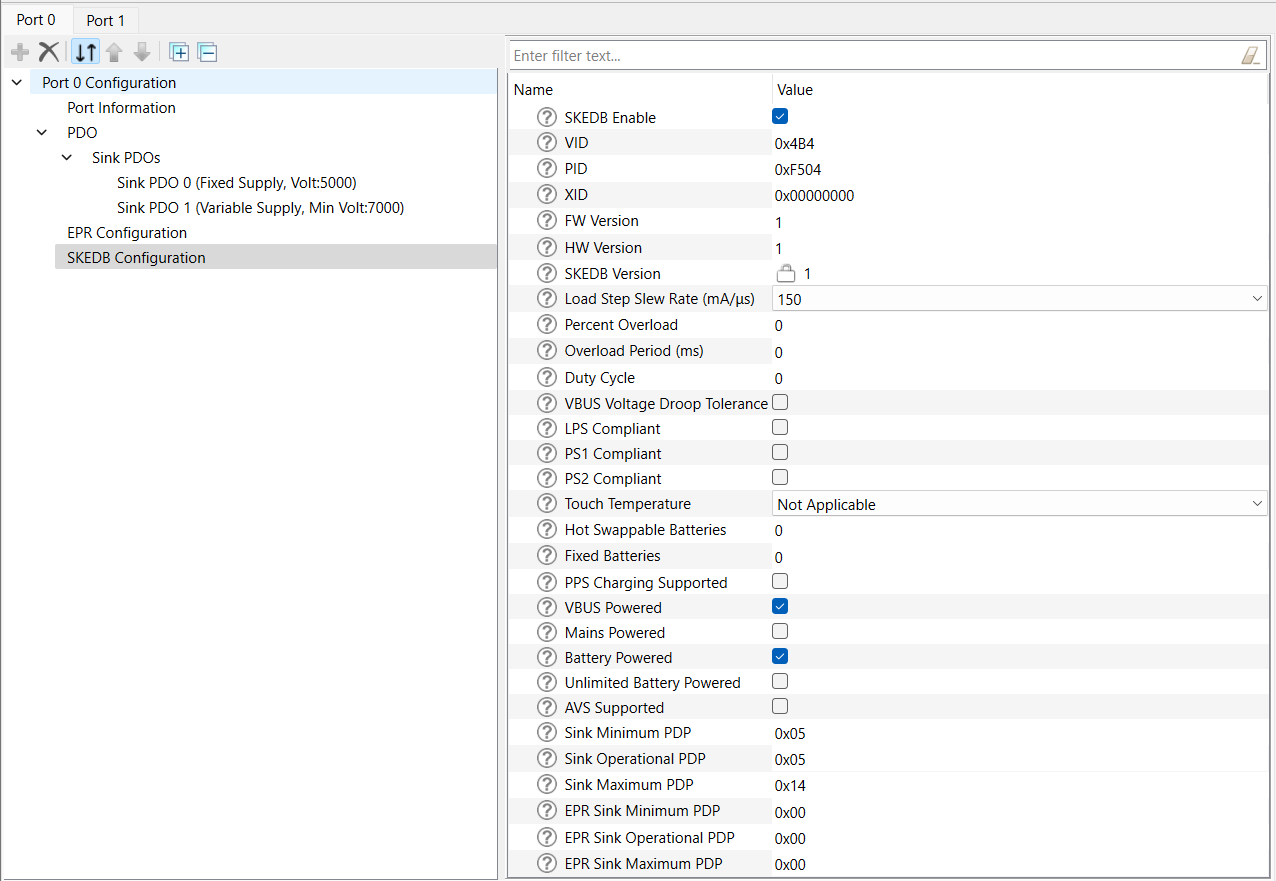 Port 0 Port 1
Port 0 Configuration
Port Information
PDO
Sink PDOs
Sink PDO 0 (Fixed Supply, Volt:5000)
Sink PDO 1 (Variable Supply, Min Volt:7000)
EPR Configuration
SKEDB Configuration
Enter filter text...
Name Value
SKEDB Enable
VID 0x4B4
PID 0xF504
XID 0x00000000
FW Version 1
HW Version 1
SKEDB Version 1
Load Step Slew Rate (mA/µs) 150
Percent Overload 0
Overload Period (ms) 0
Duty Cycle 0
VBUS Voltage Droop Tolerance
LPS Compliant
PS1 Compliant
PS2 Compliant
Touch Temperature Not Applicable
Hot Swappable Batteries 0
Fixed Batteries 0
PPS Charging Supported
VBUS Powered
Mains Powered
Battery Powered
Unlimited Battery Powered
AVS Supported
Sink Minimum PDP 0x05
Sink Operational PDP 0x05
Sink Maximum PDP 0x14
EPR Sink Minimum PDP 0x00
EPR Sink Operational PDP 0x00
EPR Sink Maximum PDP 0x00